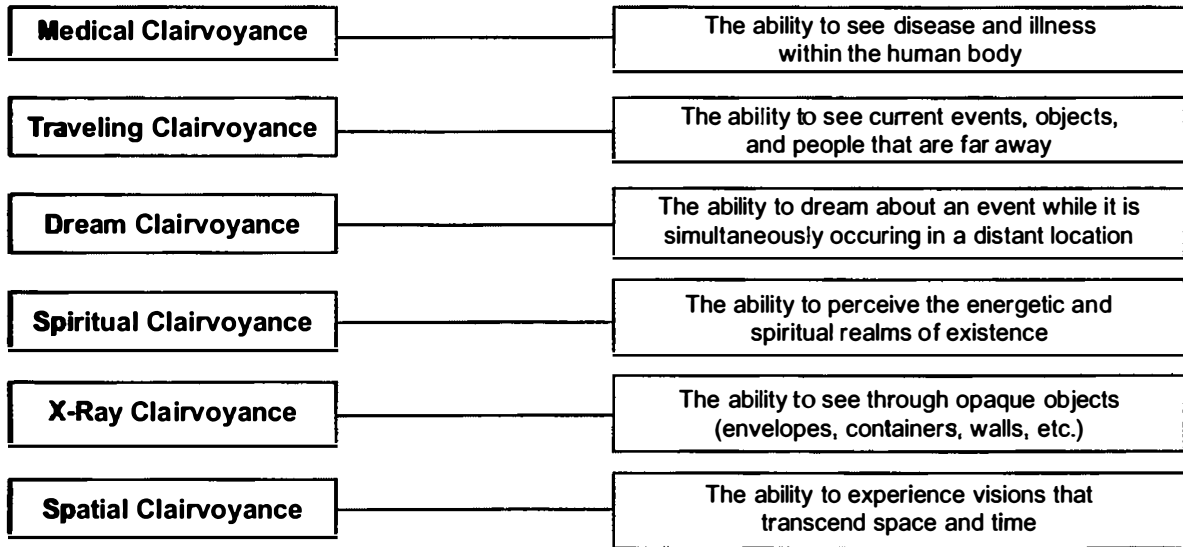 Medical Clairvoyance
The ability to see disease and illness
within the human body
Traveling Clairvoyance
The ability to see current events, objects,
and people that are far away
Dream Clairvoyance
The ability to dream about an event while it is
simultaneously occuring in a distant location
Spiritual Clairvoyance
The ability to perceive the energetic and
spiritual realms of existence
X-Ray Clairvoyance
The ability to see through opaque objects
(envelopes, containers, walls, etc.)
Spatial Clairvoyance
The ability to experience visions that
transcend space and time